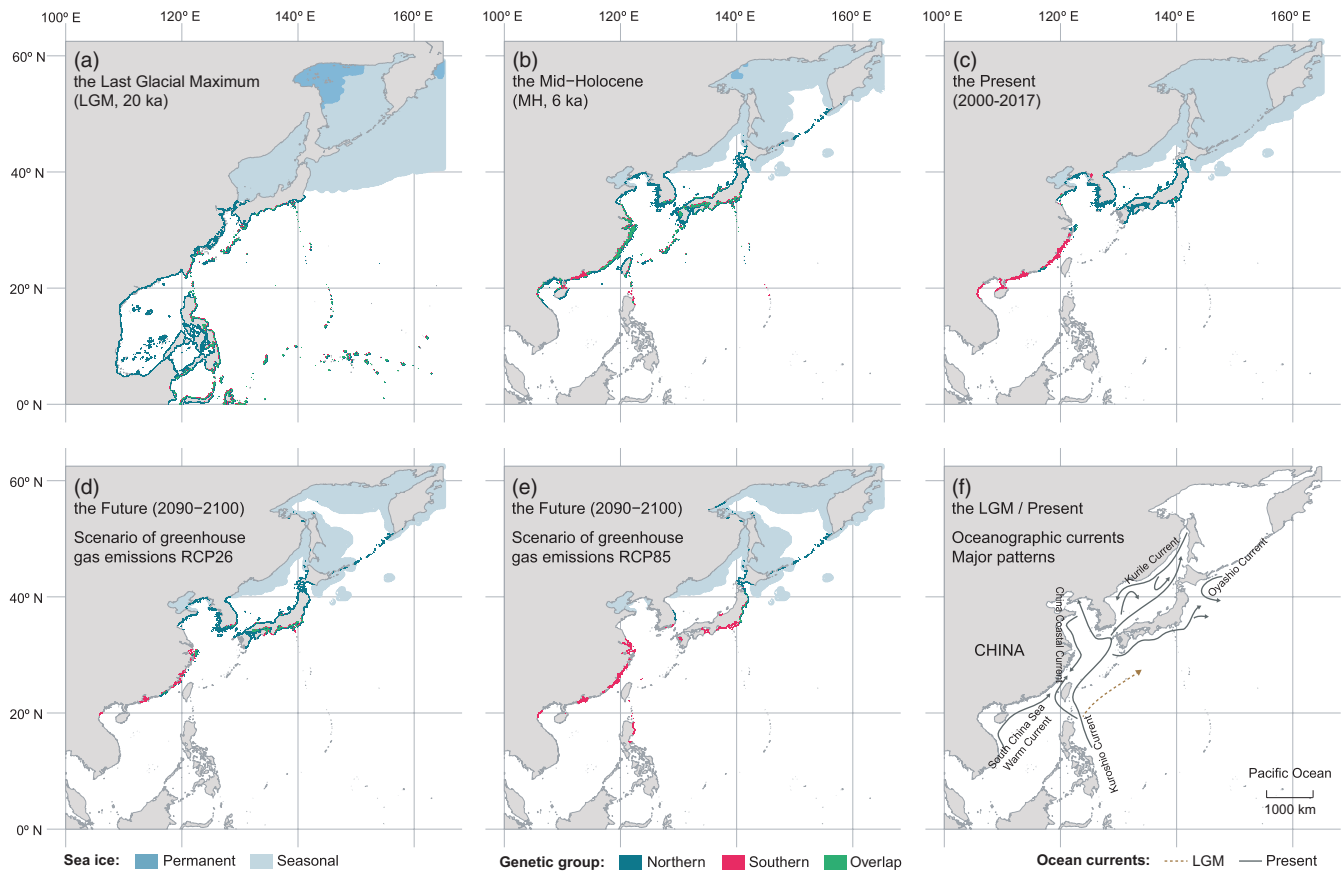 100° E 120° E 140° E 160° E 100° E 120° E 140° E 160° E 100° E 120° E 140° E 160° E
60° N
40° N
20° N
0° N
(a)
the Last Glacial Maximum
(LGM, 20 ka)
(b)
the Mid−Holocene
(MH, 6 ka)
(c)
the Present
(2000-2017)
60° N
40° N
20° N
0° N
(d)
the Future (2090−2100)
Scenario of greenhouse
gas emissions RCP26
(e)
the Future (2090−2100)
Scenario of greenhouse
gas emissions RCP85
(f)
the LGM / Present
Oceanographic currents
Major patterns
Kurile Current
Oyashio Current
China Coastal Current
CHINA
South China Sea
Warm Current
Kuroshio Current
Pacific Ocean
1000 km
Sea ice: Permanent Seasonal
Genetic group: Northern Southern Overlap
Ocean currents: LGM Present